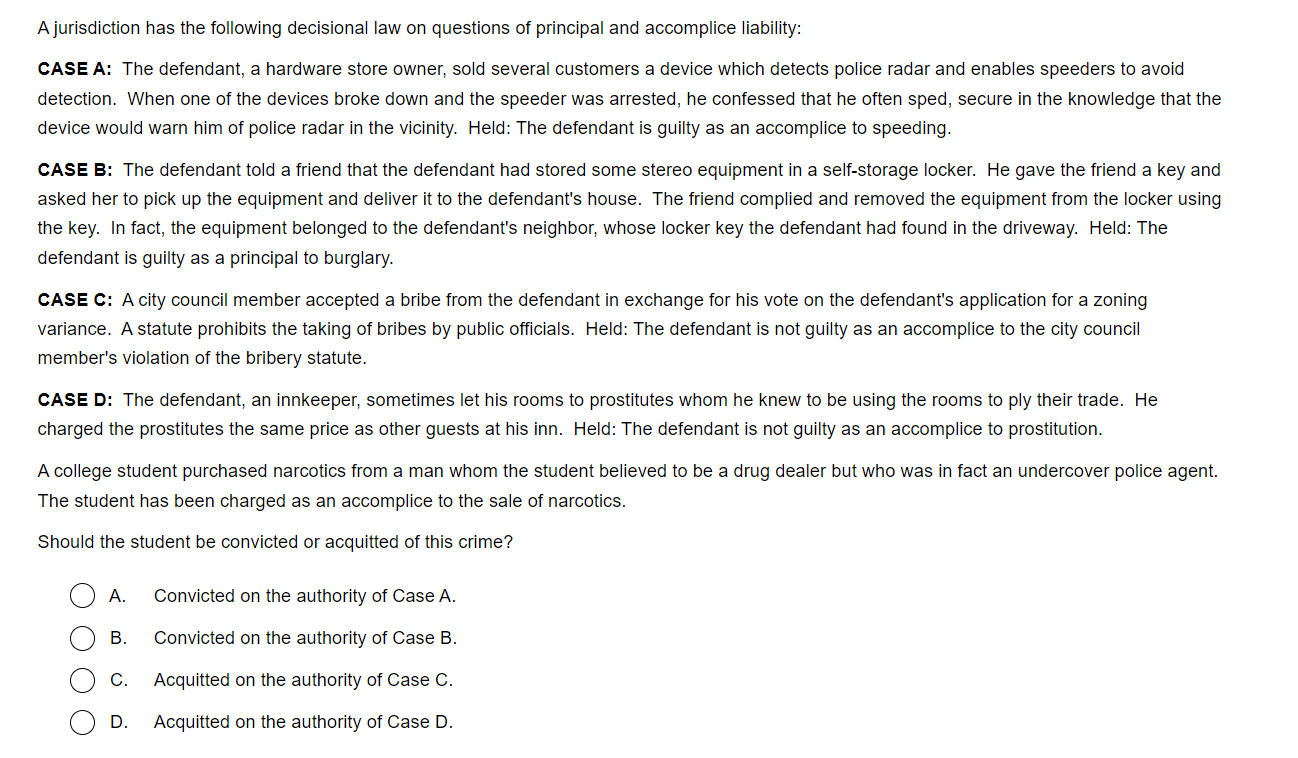 A jurisdiction has the following decisional law on questions of principal and accomplice liability:
CASE A: The defendant, a hardware store owner, sold several customers a device which detects police radar and enables speeders to avoid
detection. When one of the devices broke down and the speeder was arrested, he confessed that he often sped, secure in the knowledge that the
device would warn him of police radar in the vicinity. Held: The defendant is guilty as an accomplice to speeding.
CASE B: The defendant told a friend that the defendant had stored some stereo equipment in a self-storage locker. He gave the friend a key and
asked her to pick up the equipment and deliver it to the defendant's house. The friend complied and removed the equipment from the locker using
the key. In fact, the equipment belonged to the defendant's neighbor, whose locker key the defendant had found in the driveway. Held: The
defendant is guilty as a principal to burglary.
CASE C: A city council member accepted a bribe from the defendant in exchange for his vote on the defendant's application for a zoning
variance. A statute prohibits the taking of bribes by public officials. Held: The defendant is not guilty as an accomplice to the city council
member's violation of the bribery statute.
CASE D: The defendant, an innkeeper, sometimes let his rooms to prostitutes whom he knew to be using the rooms to ply their trade. He
charged the prostitutes the same price as other guests at his inn. Held: The defendant is not guilty as an accomplice to prostitution.
A college student purchased narcotics from a man whom the student believed to be a drug dealer but who was in fact an undercover police agent.
The student has been charged as an accomplice to the sale of narcotics.
Should the student be convicted or acquitted of this crime?
A. Convicted on the authority of Case A.
B. Convicted on the authority of Case B.
C. Acquitted on the authority of Case C.
D. Acquitted on the authority of Case D.